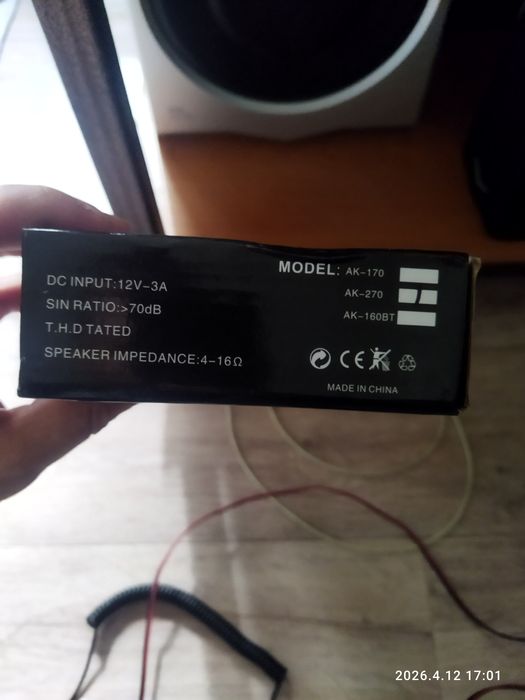 MODEL: AK-170
AK-270
AK-160BT
DC INPUT:12V-3A
SIN RATIO:>70dB
T.H.D TATED
SPEAKER IMPEDANCE:4-16Ω
CE
MADE IN CHINA
2026.4.12 17:01